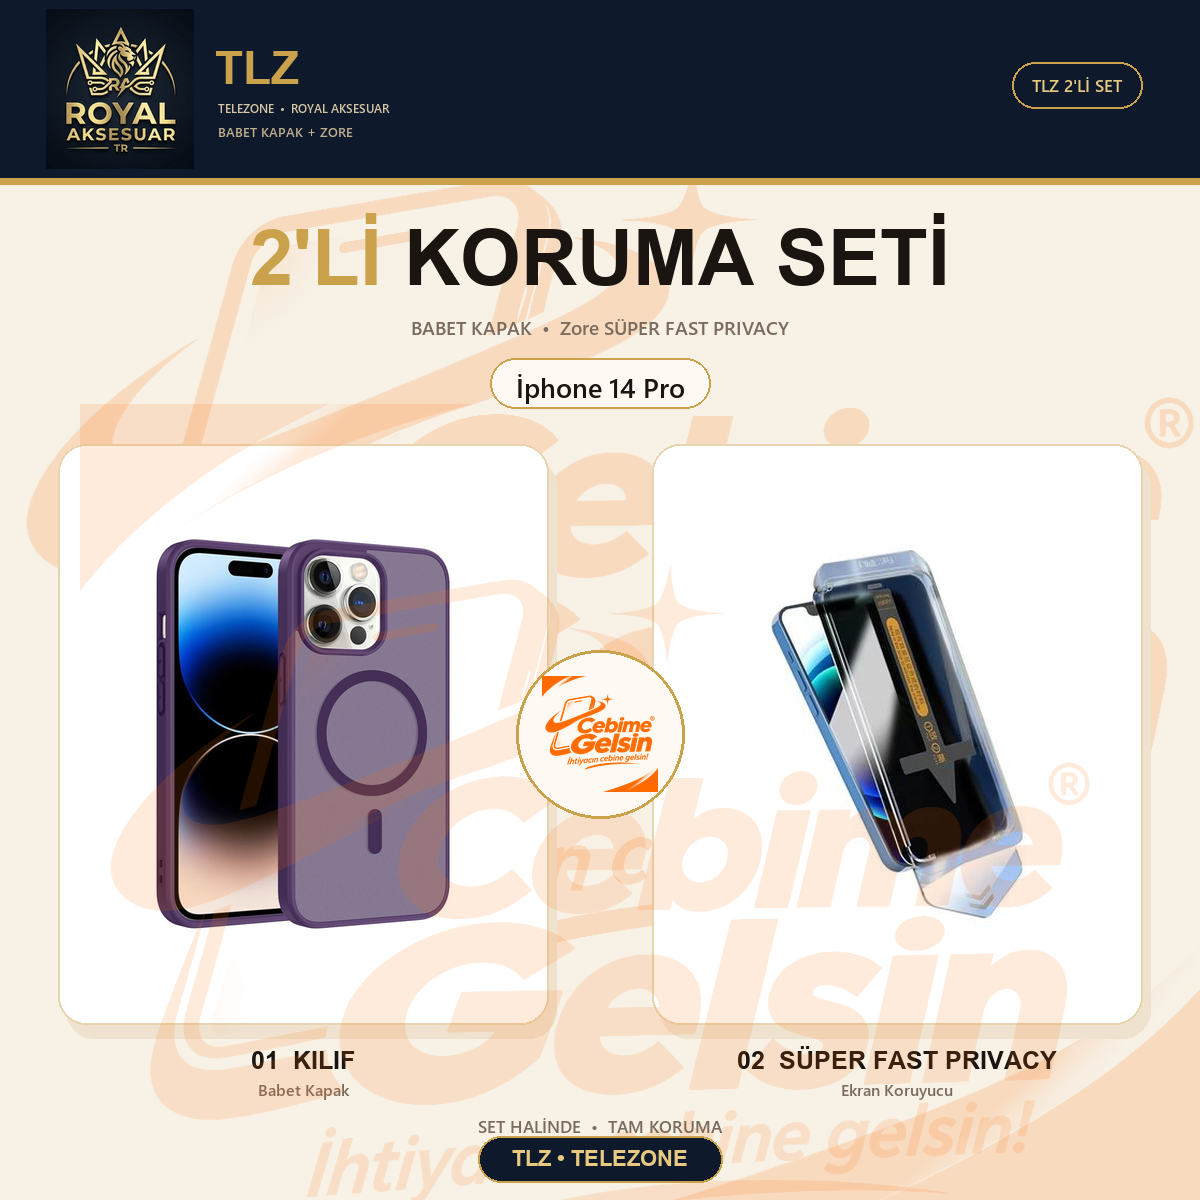 ROYAL
AKSESUAR
TR
TLZ
TELEZONE • ROYAL AKSESUAR
BABET KAPAK + ZORE
TLZ 2'Lİ SET
2'Lİ KORUMA SETİ
BABET KAPAK • Zore SÜPER FAST PRIVACY
İphone 14 Pro
Cebime
Gelsin
İhtiyacın cebine gelsin!
Cebime
Gelsin
01 KILIF
Babet Kapak
02 SÜPER FAST PRIVACY
Ekran Koruyucu
SET HALİNDE • TAM KORUMA
TLZ • TELEZONE